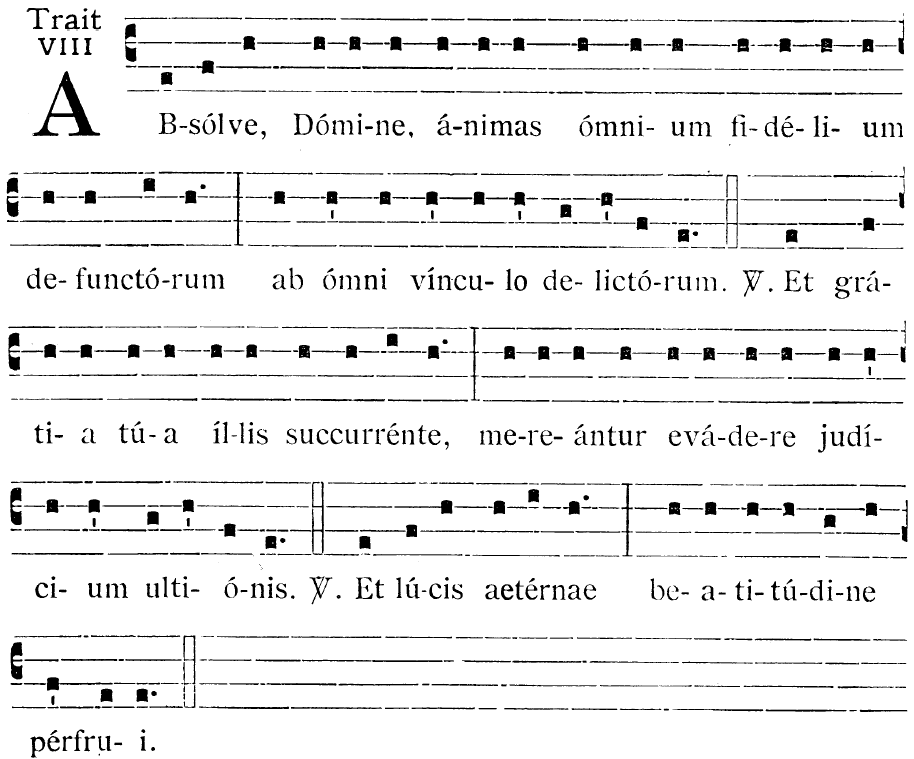 Trait
VIII
AB-sólve, Dómi-ne, á-nimas ómni- um fi-dé-li- um
de-functó-rum ab ómni víncu- lo de- lictó-rum. ℣. Et grá-
ti- a tú-a íl-lis succurrénte, me-re- ántur evá-de-re judí-
ci- um ulti- ó-nis. ℣. Et lú-cis aetérnae be- a-ti-tú-di-ne
pérfru- i.